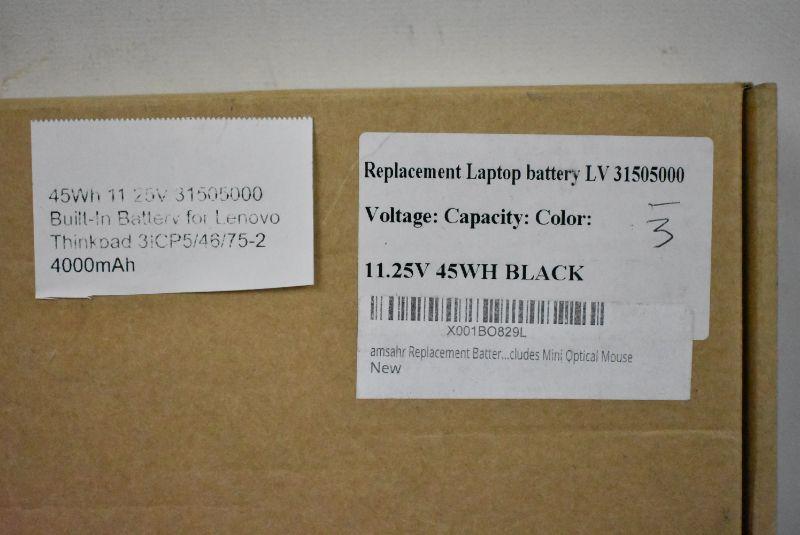 45Wh 11 25V 31505000
Built-In Battery for Lenovo
Thinkpad 3ICP5/46/75-2
4000mAh
Replacement Laptop battery LV 31505000
Voltage: Capacity: Color:
3
11.25V 45WH BLACK
X001BO829L
amsahr Replacement Batter...cludes Mini Optical Mouse
New